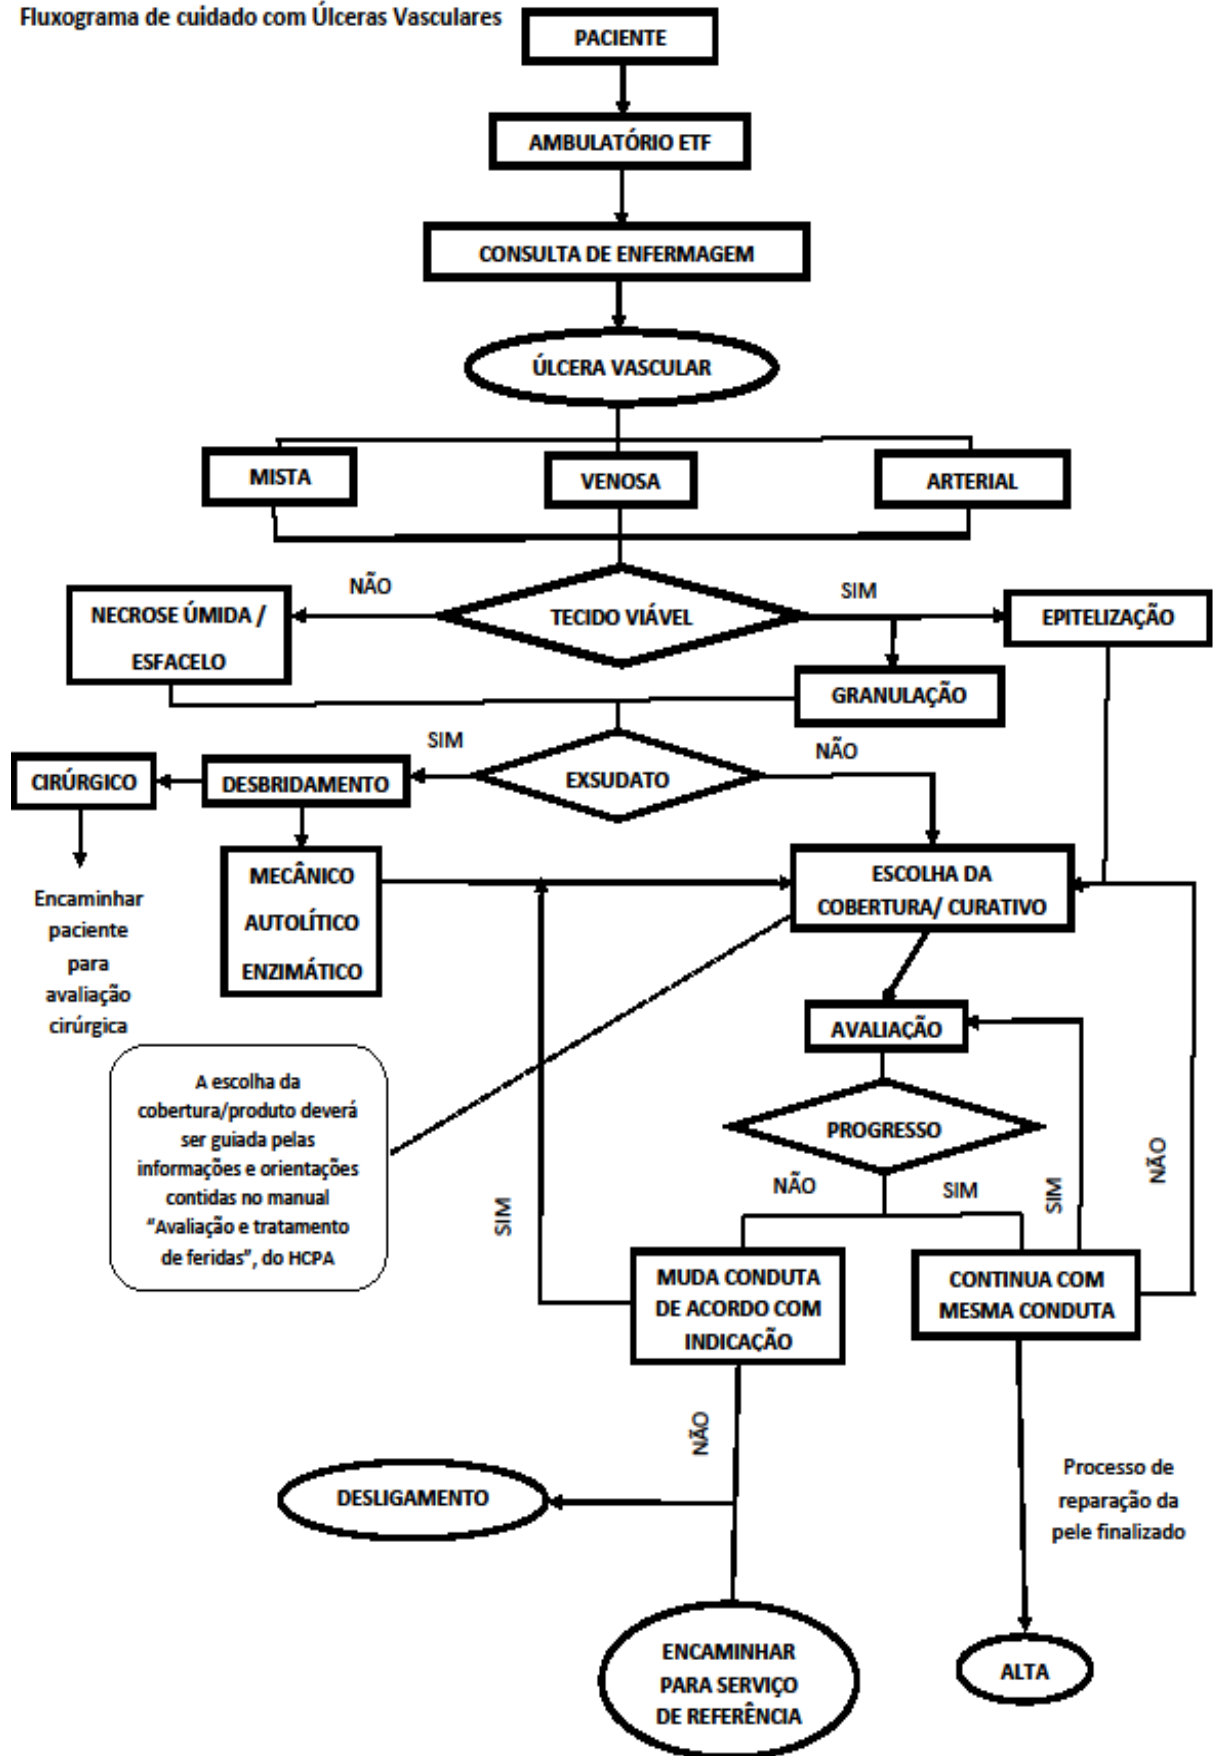 Fluxograma de cuidado com Úlceras Vasculares
PACIENTE
AMBULATÓRIO ETF
CONSULTA DE ENFERMAGEM
ÚLCERA VASCULAR
MISTA
VENOSA
ARTERIAL
NÃO
SIM
NECROSE ÚMIDA /
ESFACELO
TECIDO VIÁVEL
EPITELIZAÇÃO
GRANULAÇÃO
SIM
NÃO
CIRÚRGICO
DESBRIDAMENTO
EXSUDATO
MECÂNICO
AUTOLÍTICO
ENZIMÁTICO
ESCOLHA DA
COBERTURA/ CURATIVO
Encaminhar
paciente
para
avaliação
cirúrgica
AVALIAÇÃO
A escolha da
cobertura/produto deverá
ser guiada pelas
informações e orientações
contidas no manual
“Avaliação e tratamento
de feridas”, do HCPA
PROGRESSO
NÃO
SIM
SIM
SIM
NÃO
MUDA CONDUTA
DE ACORDO COM
INDICAÇÃO
CONTINUA COM
MESMA CONDUTA
NÃO
DESLIGAMENTO
Processo de
reparação da
pele finalizado
ENCAMINHAR
PARA SERVIÇO
DE REFERÊNCIA
ALTA